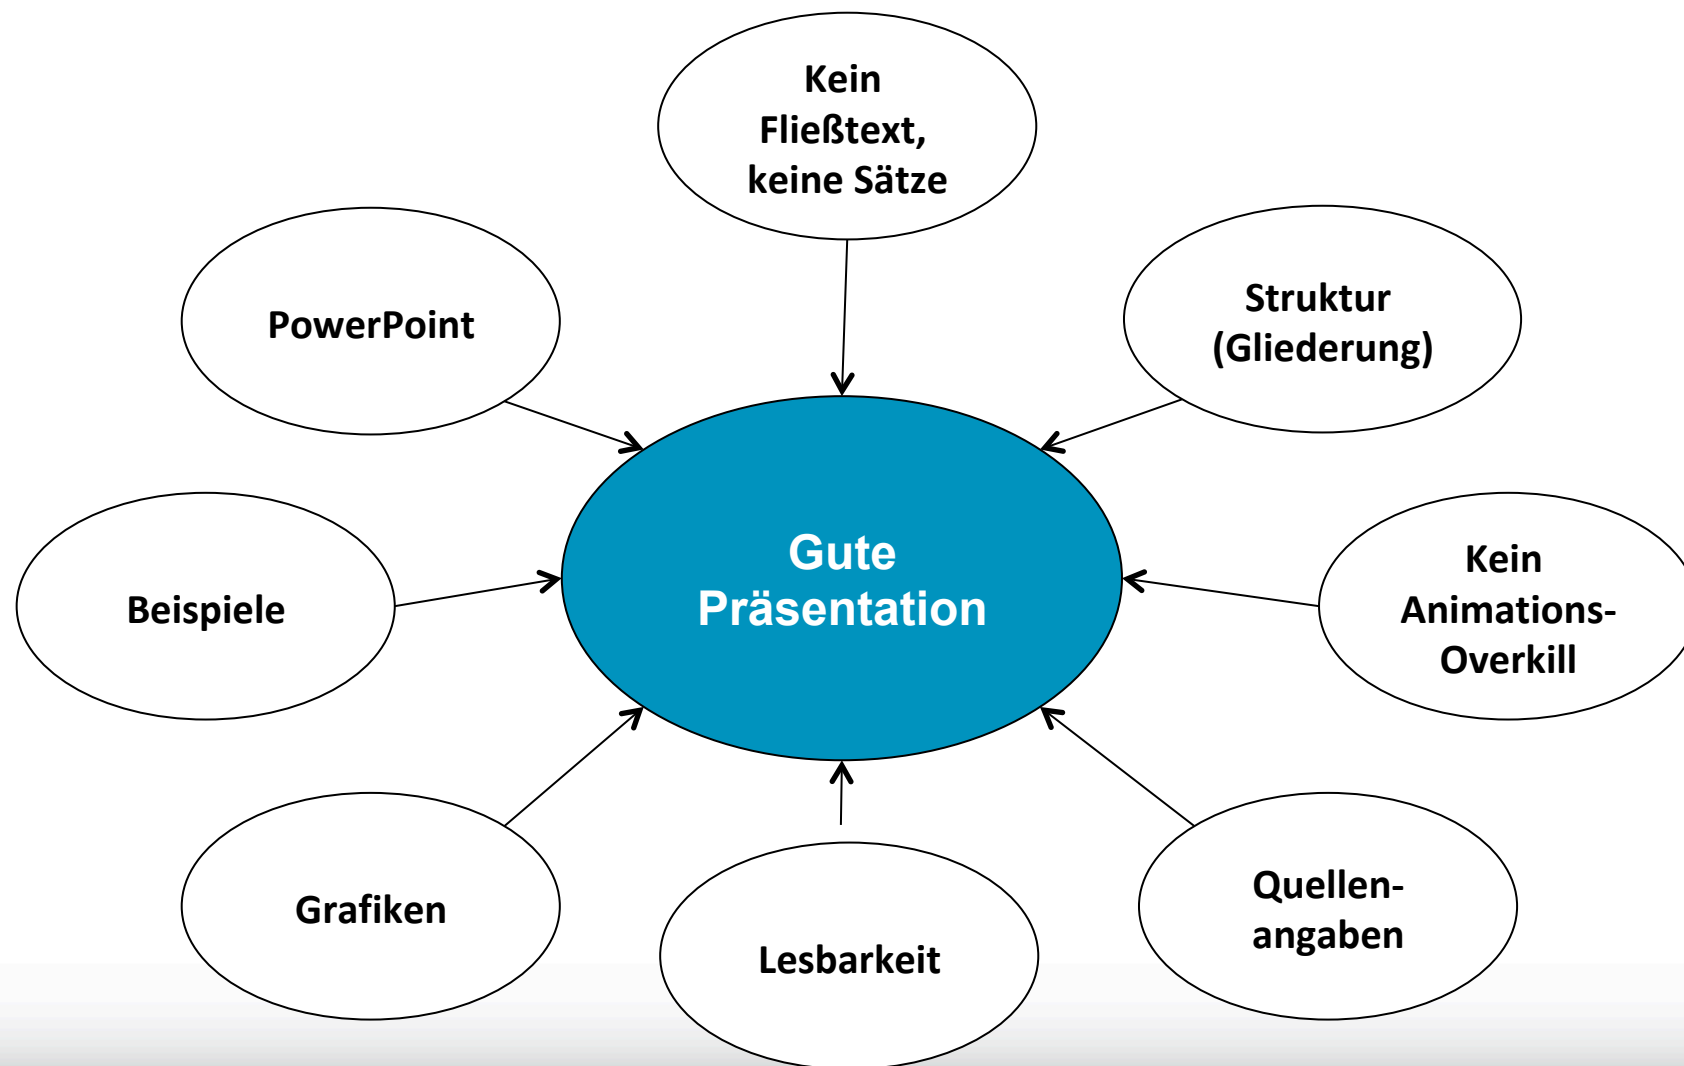 Kein
Fließtext,
keine Sätze
PowerPoint
Struktur
(Gliederung)
Gute
Präsentation
Beispiele
Kein
Animations-
Overkill
Grafiken
Lesbarkeit
Quellen-
angaben